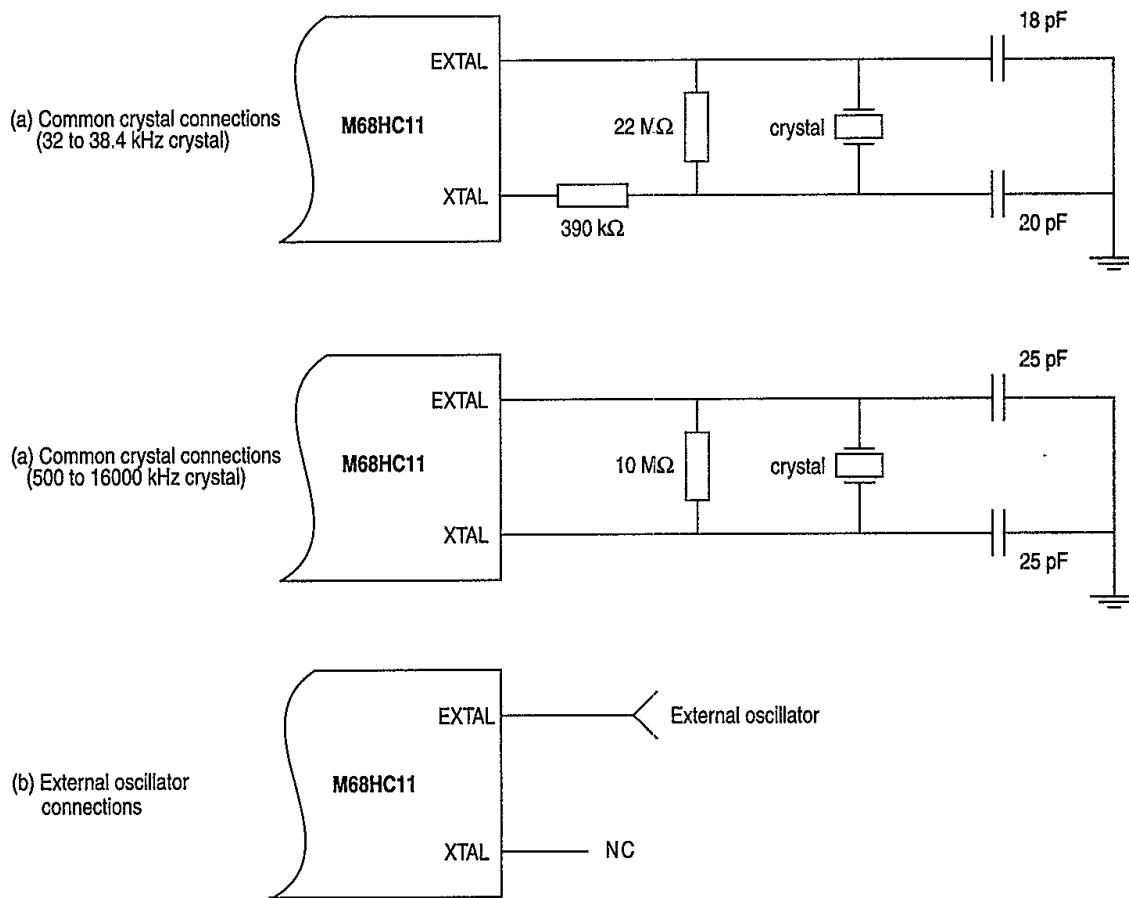 18 pF
EXTAL
(a) Common crystal connections
(32 to 38.4 kHz crystal)
M68HC11
22 MΩ
crystal
XTAL
390 kΩ
20 pF
25 pF
EXTAL
(a) Common crystal connections
(500 to 16000 kHz crystal)
M68HC11
10 MΩ
crystal
XTAL
25 pF
EXTAL
External oscillator
(b) External oscillator
connections
M68HC11
XTAL
NC